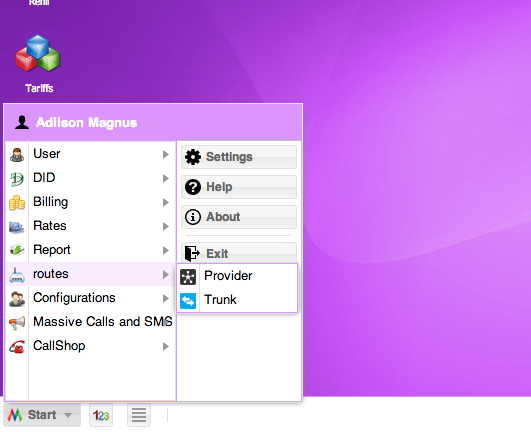 Refill
Tariffs
Adilson Magnus
User
DID
Billing
Rates
Report
routes
Configurations
Massive Calls and SMS
CallShop
Settings
Help
About
Exit
Provider
Trunk
Start
123